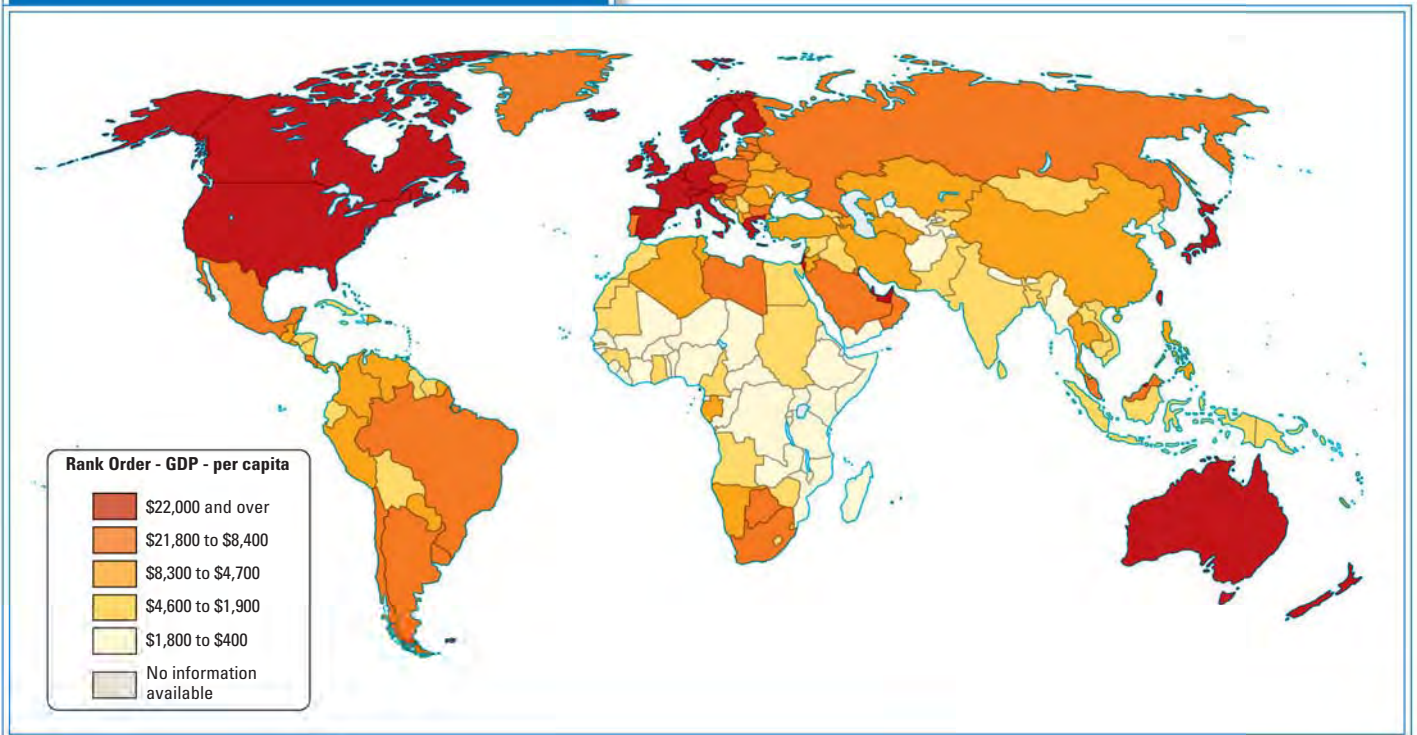 Rank Order - GDP - per capita
$22,000 and over
$21,800 to $8,400
$8,300 to $4,700
$4,600 to $1,900
$1,800 to $400
No information
available